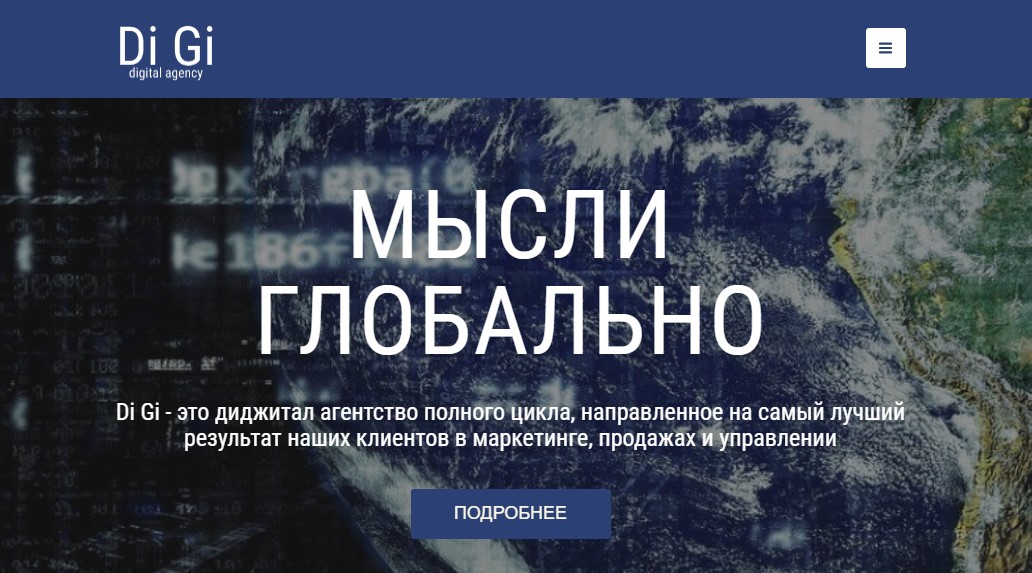 Di Gi
digital agency
МЫСЛИ
ГЛОБАЛЬНО
Di Gi - это диджитал агентство полного цикла, направленное на самый лучший
результат наших клиентов в маркетинге, продажах и управлении
ПОДРОБНЕЕ